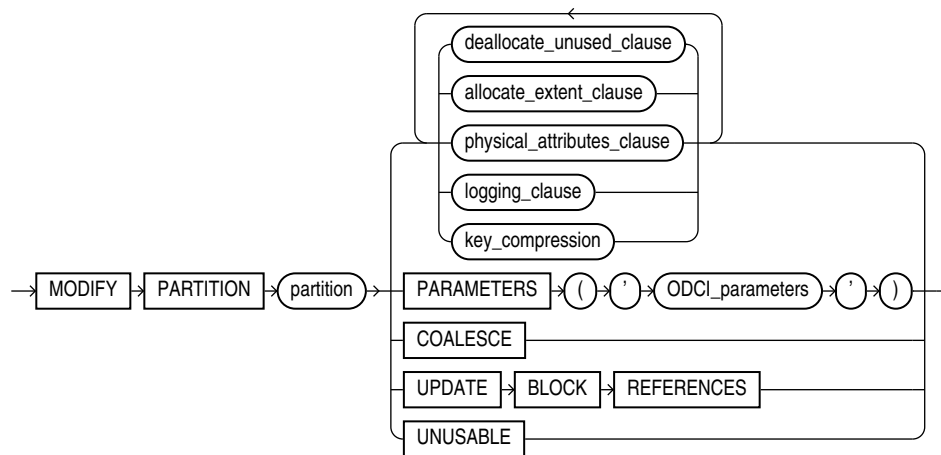 deallocate_unused_clause
allocate_extent_clause
physical_attributes_clause
logging_clause
key_compression
MODIFY PARTITION partition PARAMETERS ( ' ODCI_parameters ' )
COALESCE
UPDATE BLOCK REFERENCES
UNUSABLE